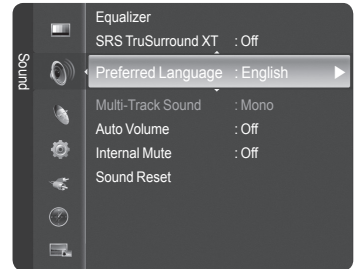 Sound
Equalizer
SRS TruSurround XT : Off
Preferred Language : English
Multi-Track Sound : Mono
Auto Volume : Off
Internal Mute : Off
Sound Reset